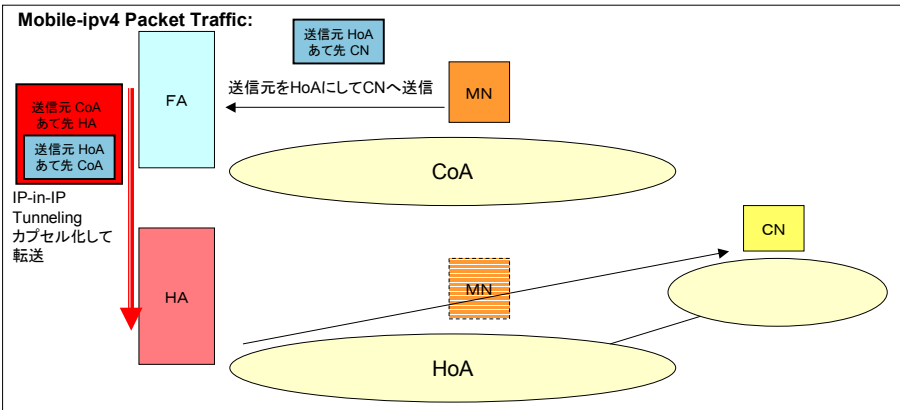 Mobile-ipv4 Packet Traffic:
送信元 HoA
あて先 CN
FA
送信元をHoAにしてCNへ送信
MN
送信元 CoA
あて先 HA
送信元 HoA
あて先 CoA
CoA
IP-in-IP
Tunneling
カプセル化して
転送
CN
HA
MN
HoA